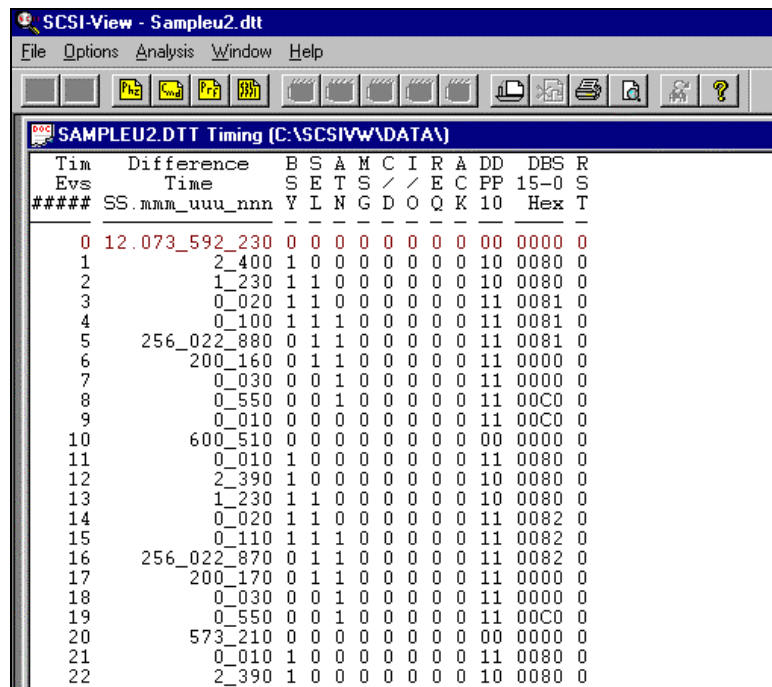 SCSI-View - Sampleu2.dtt
File Options Analysis Window Help
Phz Cmd Prf
SAMPLEU2.DTT Timing (C:\SCSIVW\DATA\)
Tim Difference B S A M C I R A DD DBS R
Evs Time S E T S / / E C PP 15-0 S
##### SS.mmm_uuu_nnn Y L N G D O Q K 10 Hex T
0 12.073_592_230 0 0 0 0 0 0 0 0 00 0000 0
1 2_400 1 0 0 0 0 0 0 0 10 0080 0
2 1_230 1 1 0 0 0 0 0 0 10 0080 0
3 0_020 1 1 0 0 0 0 0 0 11 0081 0
4 0_100 1 1 1 0 0 0 0 0 11 0081 0
5 256_022_880 0 1 1 0 0 0 0 0 11 0081 0
6 200_160 0 1 1 0 0 0 0 0 11 0000 0
7 0_030 0 0 1 0 0 0 0 0 11 0000 0
8 0_550 0 0 1 0 0 0 0 0 11 00C0 0
9 0_010 0 0 0 0 0 0 0 0 11 00C0 0
10 600_510 0 0 0 0 0 0 0 0 00 0000 0
11 0_010 1 0 0 0 0 0 0 0 11 0080 0
12 2_390 1 0 0 0 0 0 0 0 10 0080 0
13 1_230 1 1 0 0 0 0 0 0 10 0080 0
14 0_020 1 1 0 0 0 0 0 0 11 0082 0
15 0_110 1 1 1 0 0 0 0 0 11 0082 0
16 256_022_870 0 1 1 0 0 0 0 0 11 0082 0
17 200_170 0 1 1 0 0 0 0 0 11 0000 0
18 0_030 0 0 1 0 0 0 0 0 11 0000 0
19 0_550 0 0 1 0 0 0 0 0 11 00C0 0
20 573_210 0 0 0 0 0 0 0 0 00 0000 0
21 0_010 1 0 0 0 0 0 0 0 11 0080 0
22 2_390 1 0 0 0 0 0 0 0 10 0080 0